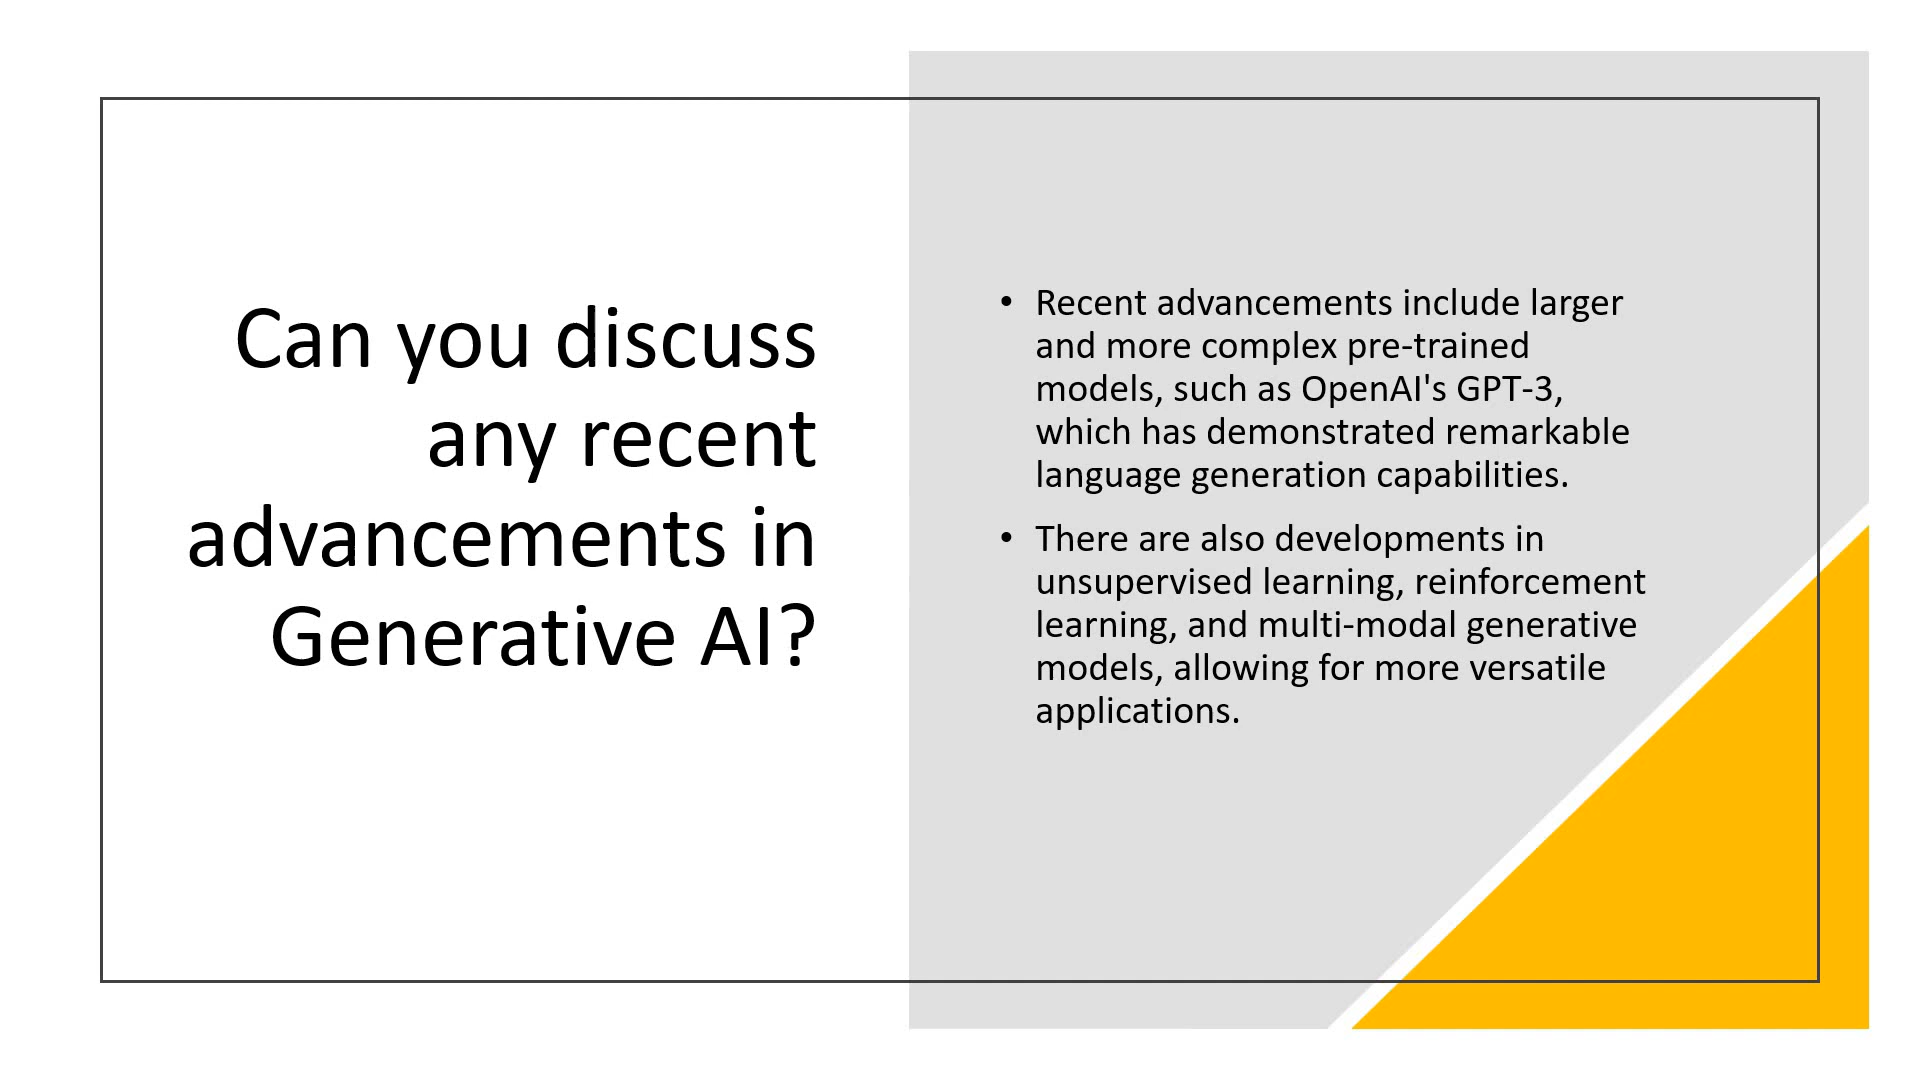 Can you discuss
any recent
advancements in
Generative AI?
• Recent advancements include larger
and more complex pre-trained
models, such as OpenAI's GPT-3,
which has demonstrated remarkable
language generation capabilities.
• There are also developments in
unsupervised learning, reinforcement
learning, and multi-modal generative
models, allowing for more versatile
applications.